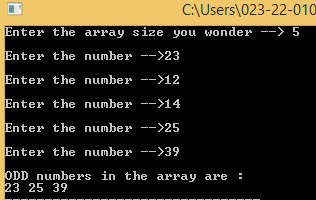 C:\Users\023-22-010
Enter the array size you wonder --> 5
Enter the number -->23
Enter the number -->12
Enter the number -->14
Enter the number -->25
Enter the number -->39
ODD numbers in the array are :
23 25 39
--------------------------------